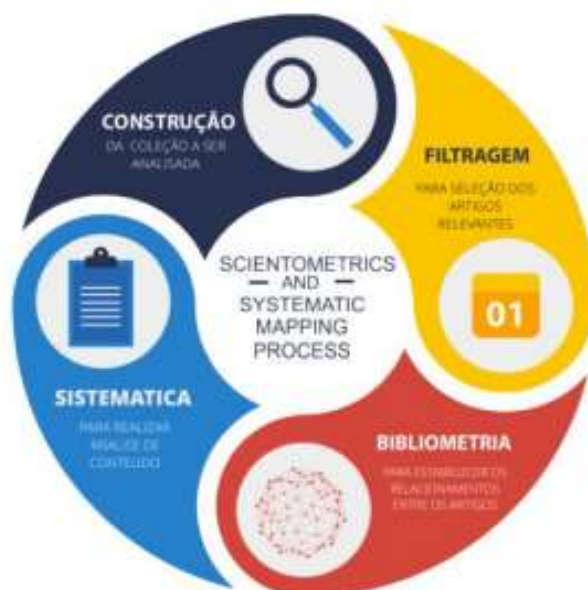 CONSTRUÇÃO
DA COLEÇÃO A SER
ANALISADA
FILTRAGEM
PARA SELEÇÃO DOS
ARTIGOS
RELEVANTES
01
SCIENTOMETRICS
AND
SYSTEMATIC
MAPPING
PROCESS
SISTEMATICA
PARA REALIZAR
ANALISE DE
CONTEÚDO
BIBLIOMETRIA
PARA ESTABELECER OS
RELACIONAMENTOS
ENTRE OS ARTIGOS